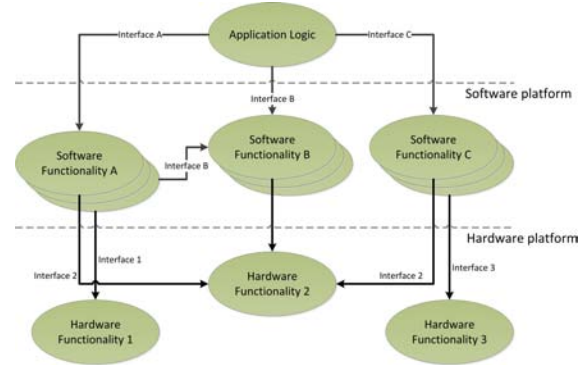 Interface A
Application Logic
Interface C
Software platform
Interface B
Software
Functionality A
Interface B
Software
Functionality B
Software
Functionality C
Hardware platform
Interface 2
Interface 1
Hardware
Functionality 2
Interface 2
Interface 3
Hardware
Functionality 1
Hardware
Functionality 3